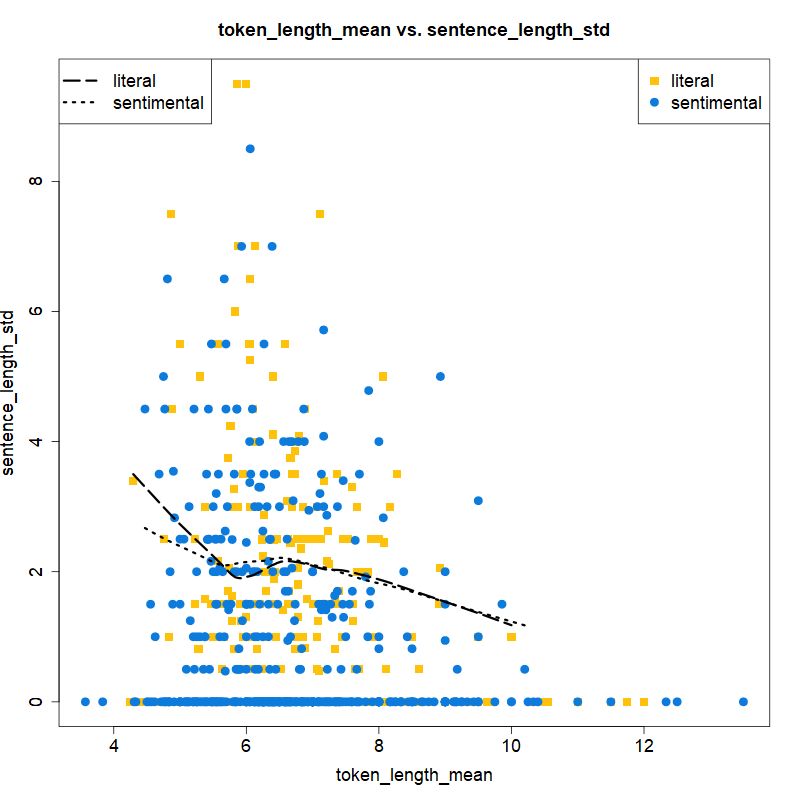 token_length_mean vs. sentence_length_std
literal
sentimental
literal
sentimental
sentence_length_std
8
6
4
2
0
4 6 8 10 12
token_length_mean